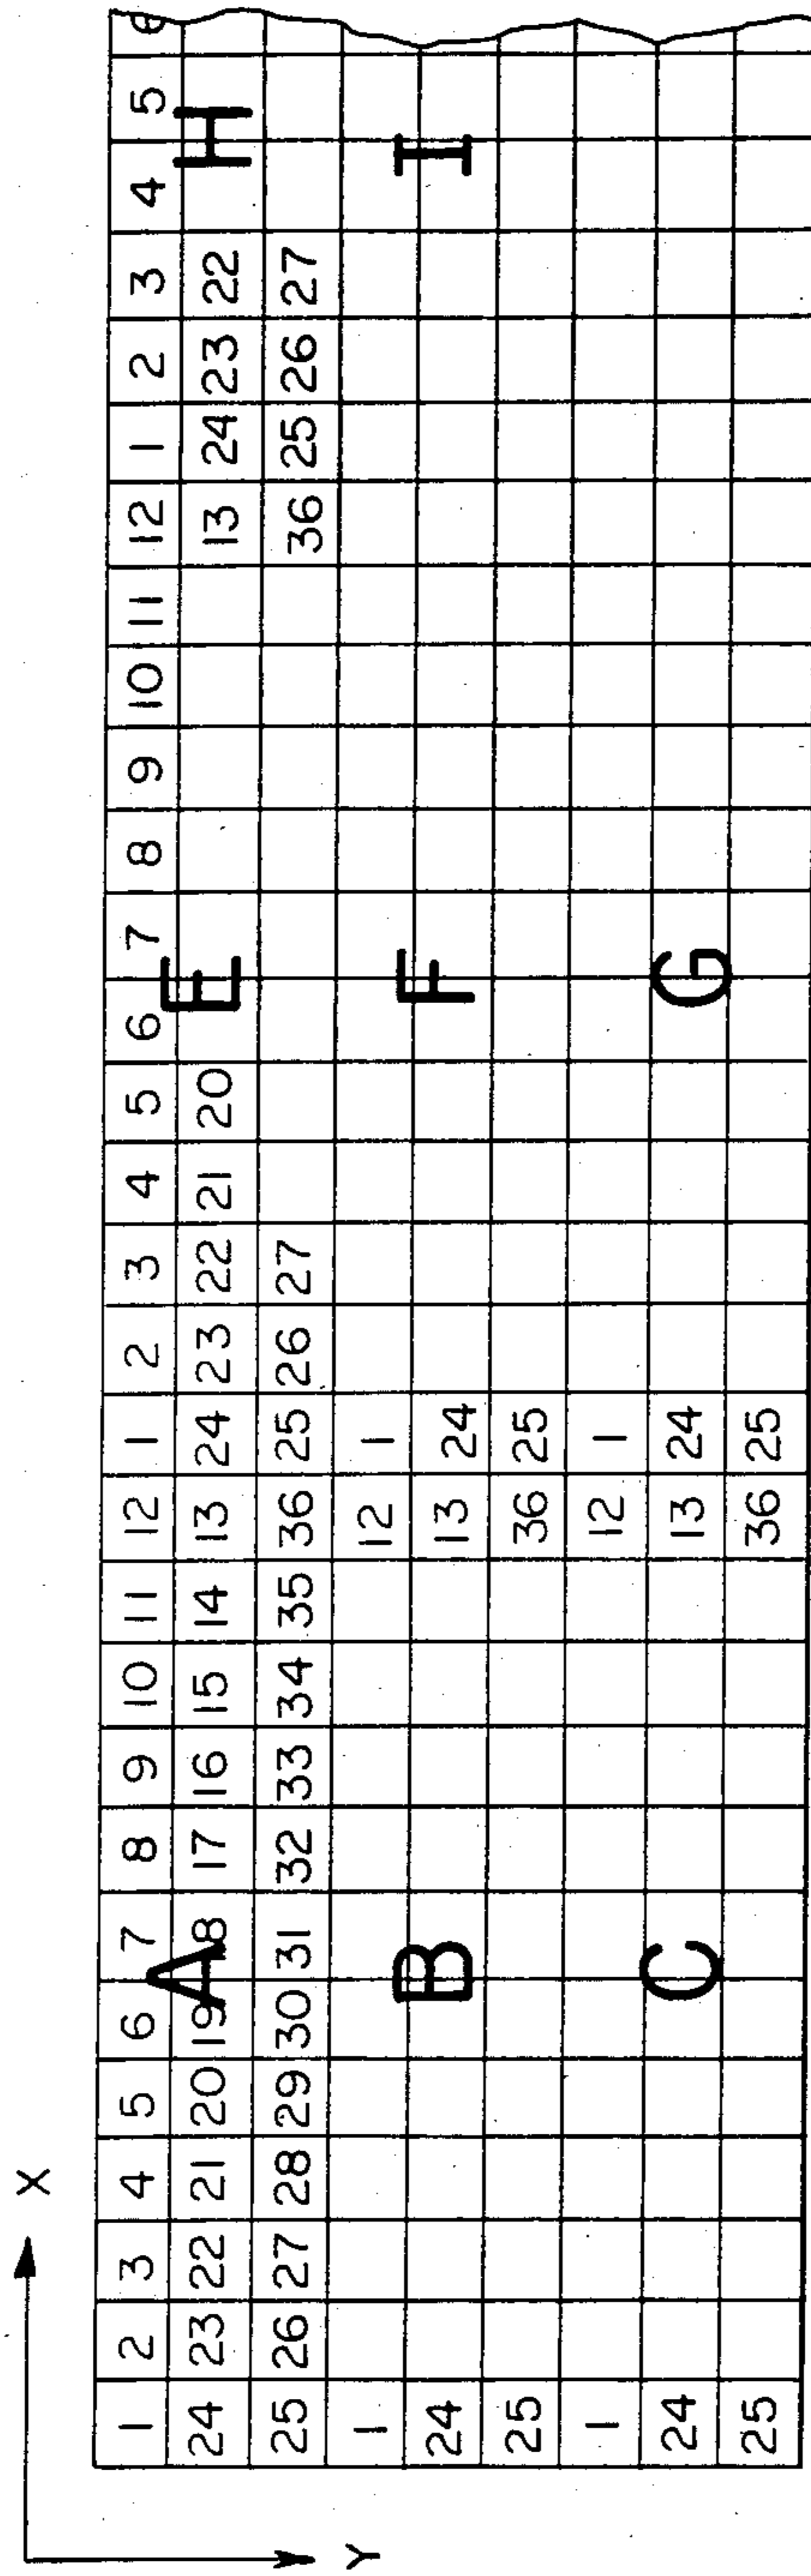 X
Y
1 2 3 4 5 6 7 8 9 10 11 12 1 2 3 4 5 6 7 8 9 10 11 12 1 2 3 4 5 6
24 23 22 21 20 19 A 18 17 16 15 14 13 24 23 22 21 20 E 13 24 23 22 H
25 26 27 28 29 30 31 32 33 34 35 36 25 26 27 36 25 26 27
1 12 1
24 B 13 24 F I
25 36 25
1 12 1
24 C 13 24 G
25 36 25